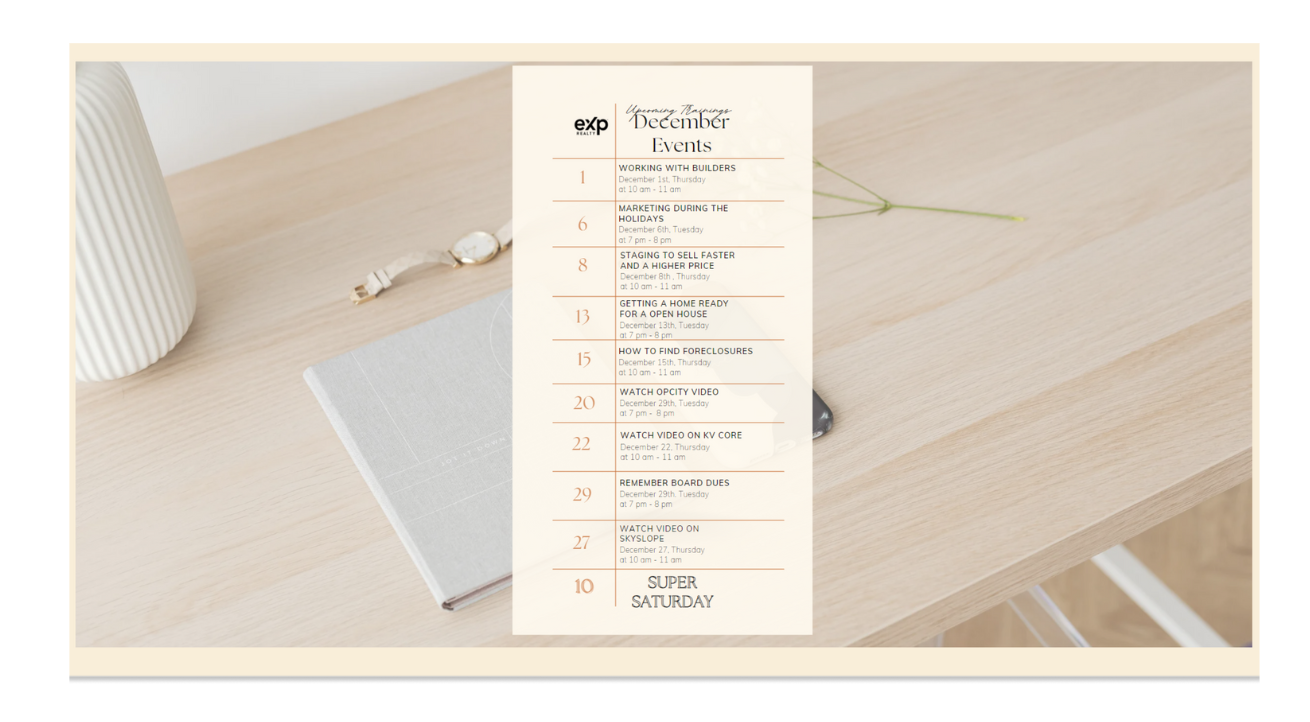 exp
REALTY
Upcoming Trainings
December
Events
1
WORKING WITH BUILDERS
December 1st, Thursday
at 10 am - 11 am
6
MARKETING DURING THE
HOLIDAYS
December 6th, Tuesday
at 7 pm - 8 pm
8
STAGING TO SELL FASTER
AND A HIGHER PRICE
December 8th , Thursday
at 10 am - 11 am
13
GETTING A HOME READY
FOR A OPEN HOUSE
December 13th, Tuesday
at 7 pm - 8 pm
15
HOW TO FIND FORECLOSURES
December 15th, Thursday
at 10 am - 11 am
20
WATCH OPCITY VIDEO
December 29th, Tuesday
at 7 pm - 8 pm
22
WATCH VIDEO ON KV CORE
December 22, Thursday
at 10 am - 11 am
29
REMEMBER BOARD DUES
December 29th, Tuesday
at 7 pm - 8 pm
27
WATCH VIDEO ON
SKYSLOPE
December 27, Thursday
at 10 am - 11 am
10
SUPER
SATURDAY